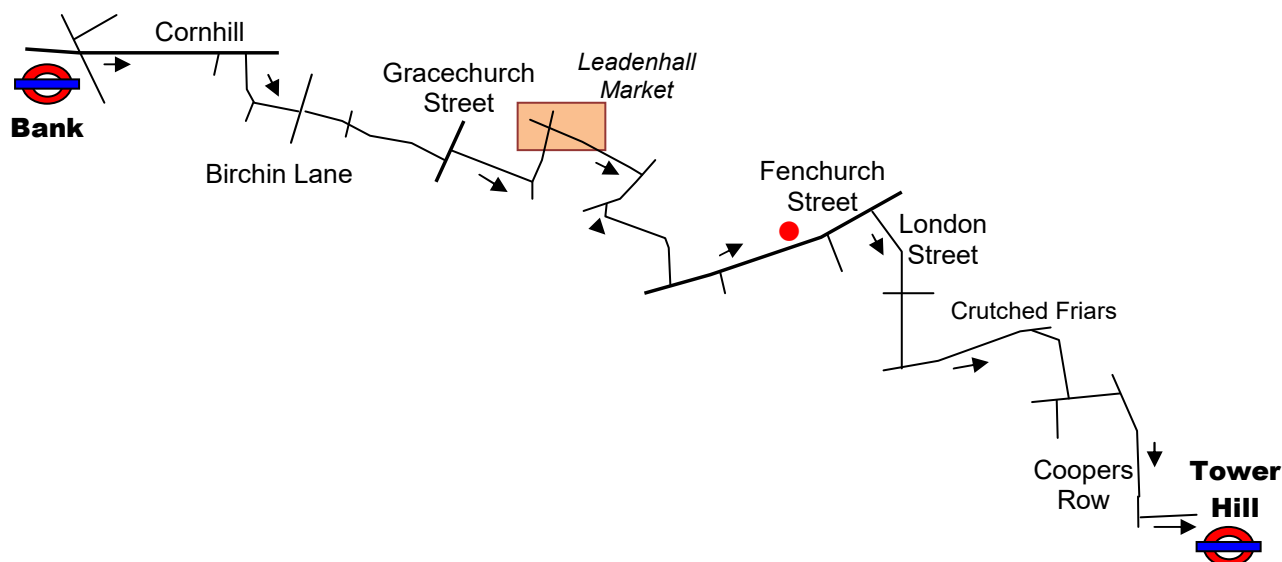 Cornhill
Bank
Birchin Lane
Gracechurch
Street
Leadenhall
Market
Fenchurch
Street
London
Street
Crutched Friars
Coopers
Row
Tower
Hill